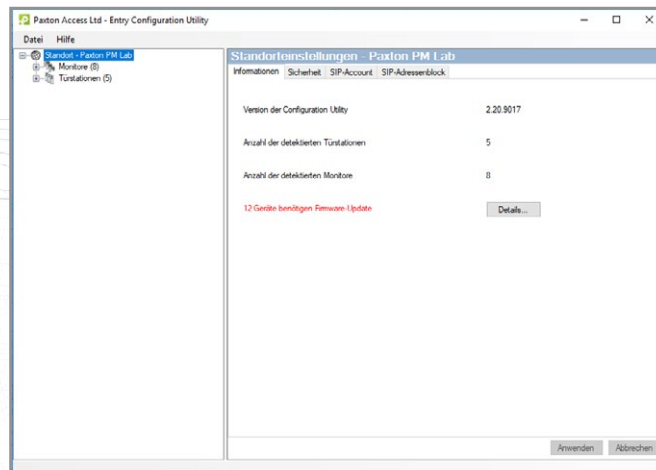 Paxton Access Ltd - Entry Configuration Utility
Datei Hilfe
Standort - Paxton PM Lab
Monitore (8)
Türstationen (5)
Standorteinstellungen - Paxton PM Lab
Infomationen Sicherheit SIP-Account SIP-Adressenblock
Version der Configuration Utility 2.20.9017
Anzahl der detektierten Türstationen 5
Anzahl der detektierten Monitore 8
12 Geräte benötigen Firmware-Update Details...
Anwenden Abbrechen